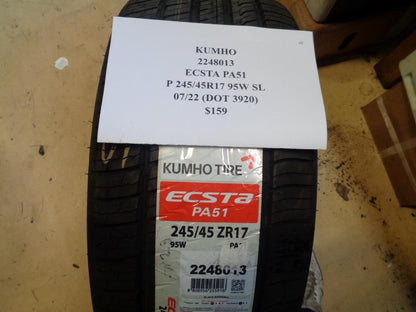 KUMHO
2248013
ECSTA PA51
P 245/45R17 95W SL
07/22 (DOT 3920)
$159
KUMHO TIRE
ECSTA
PA51
245/45 ZR17
95W
2248013